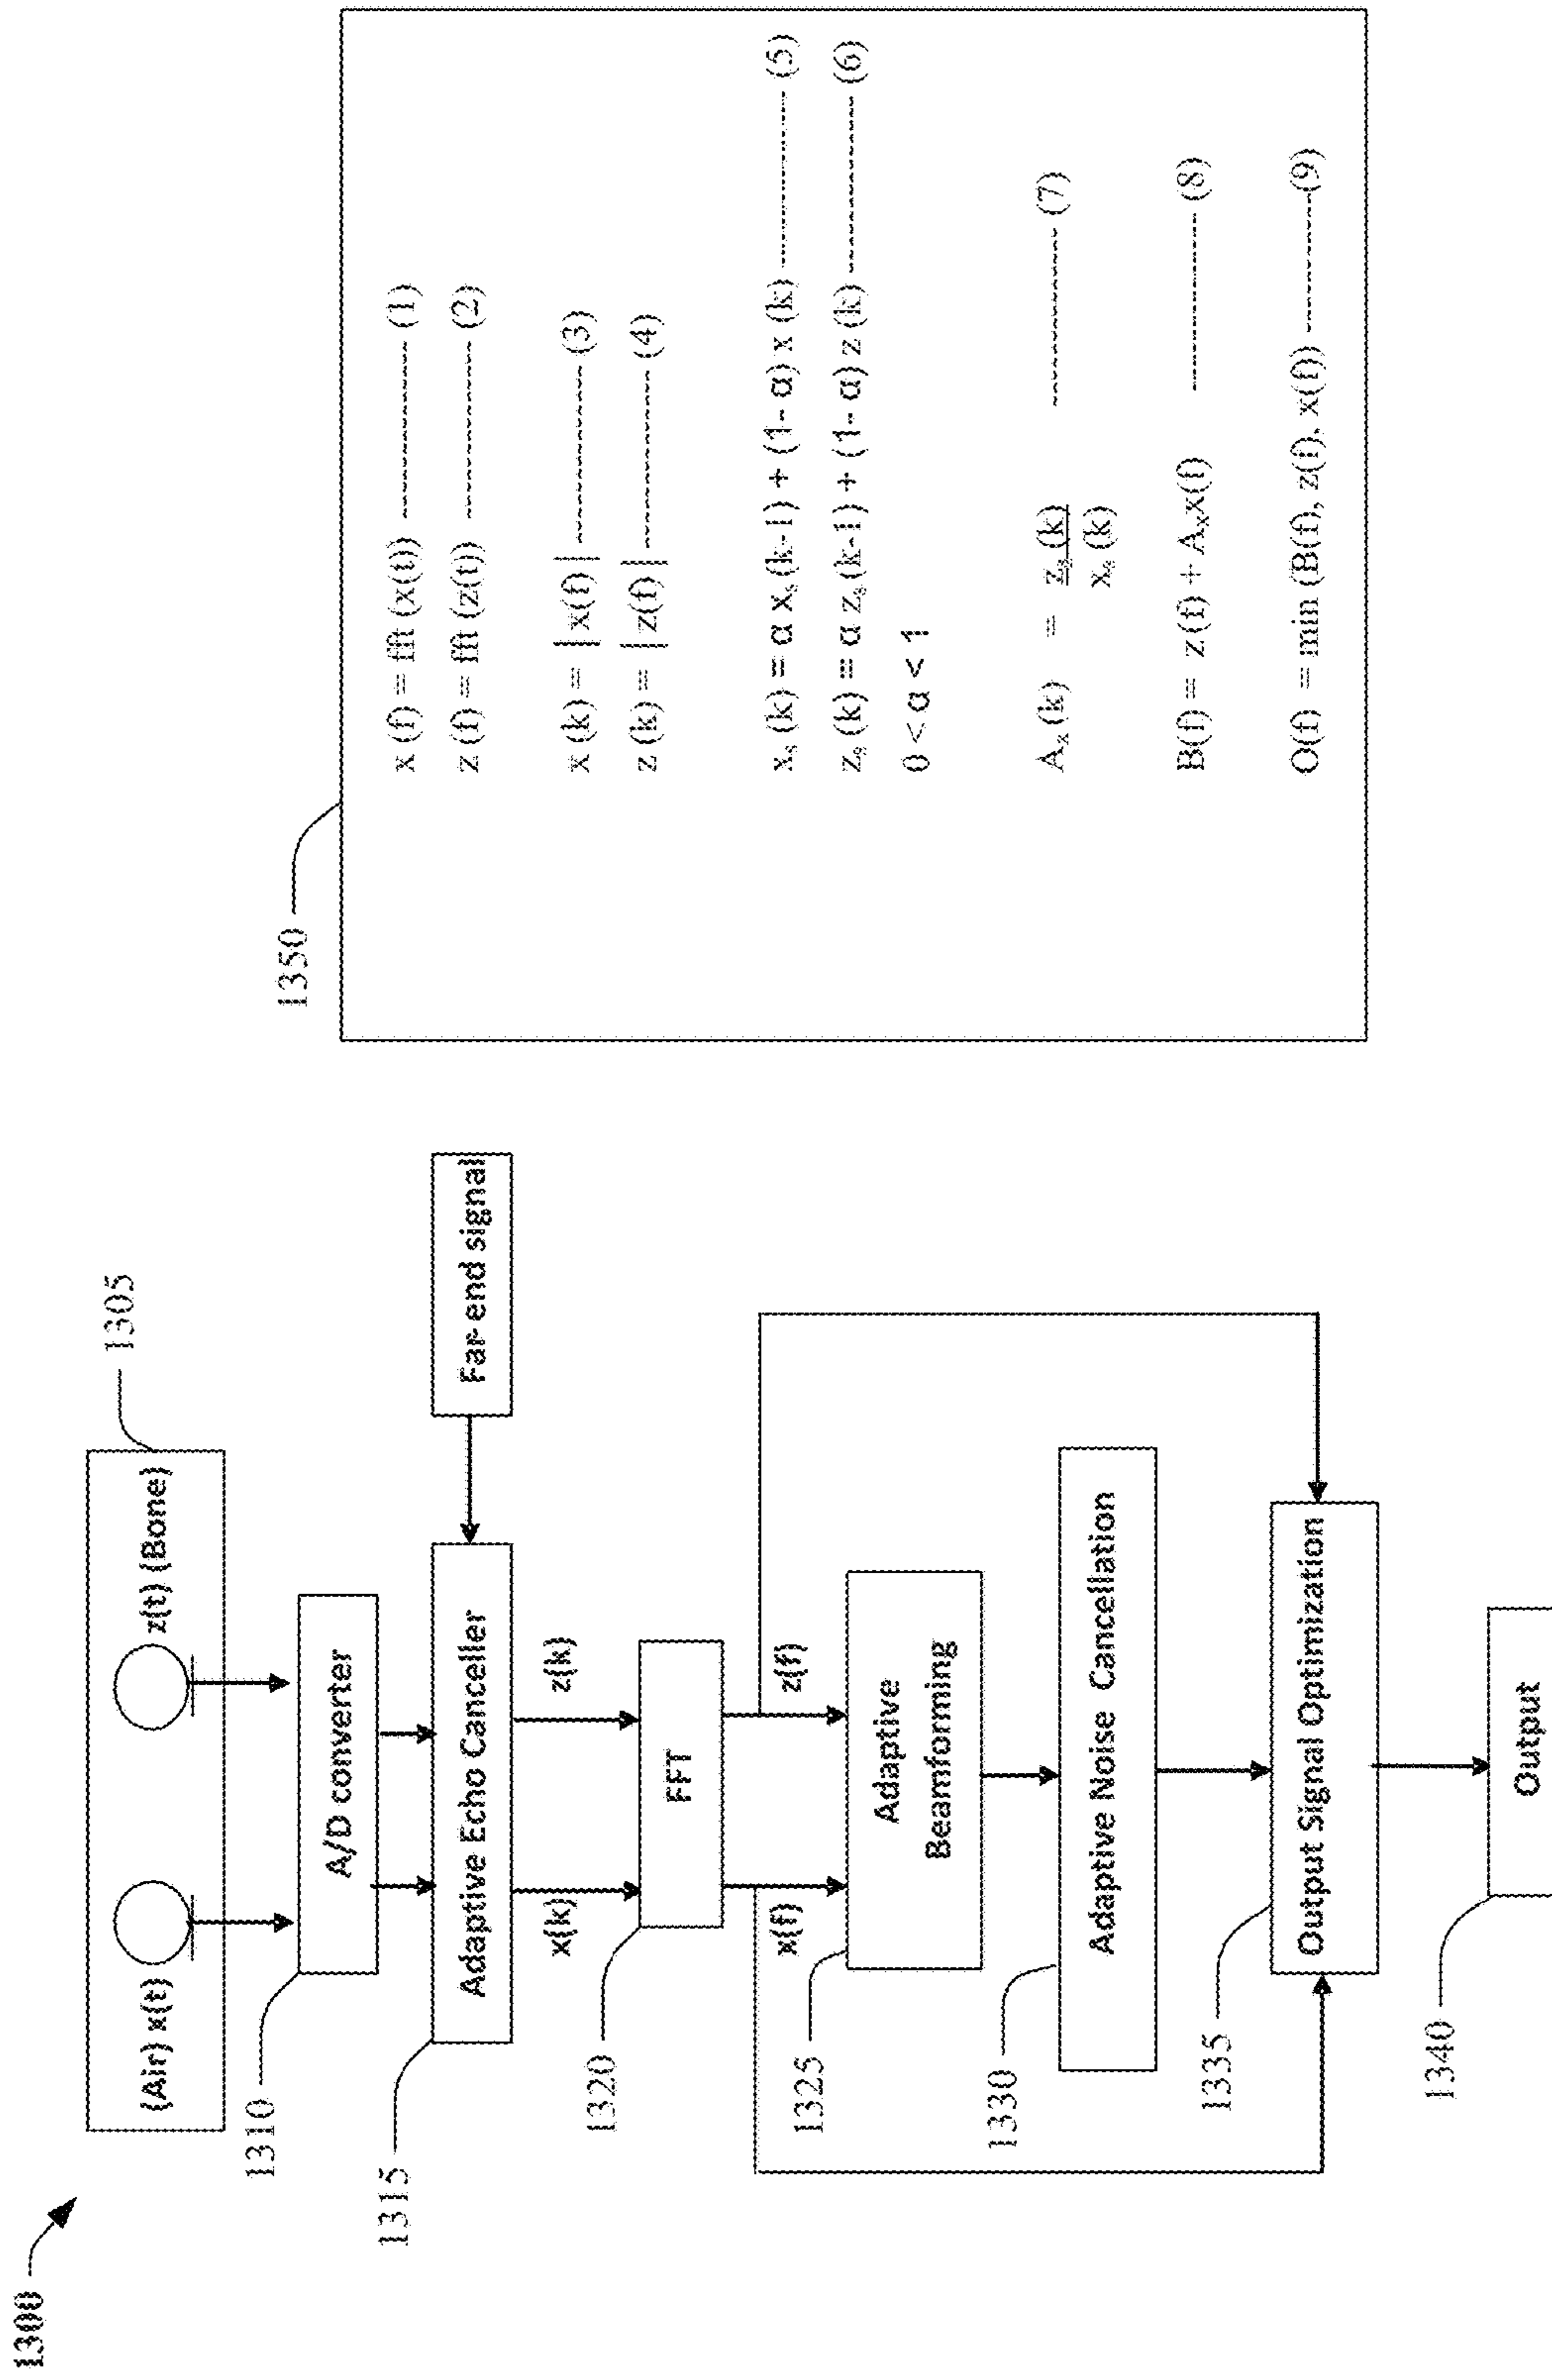 1300
1305
(Air) x(t)
z(t) (Bone)
1310
A/D converter
1315
Adaptive Echo Canceller
Far-end signal
x(k)
z(k)
1320
FFT
x(f)
z(f)
1325
Adaptive
Beamforming
1330
Adaptive Noise Cancellation
1335
Output Signal Optimization
1340
Output
1350
x (f) = fft (x(t)) ---------------- (1)
z (f) = fft (z(t)) ---------------- (2)
x (k) = | x(f) | ---------------- (3)
z (k) = | z(f) | ---------------- (4)
xₛ (k) = α xₛ (k-1) + (1- α) x (k) ---------------- (5)
zₛ (k) = α zₛ (k-1) + (1- α) z (k) ---------------- (6)
0 < α < 1
Aₓ (k) = zₛ (k) ---------------- (7)
xₛ (k)
B(f) = z(f) + Aₓx(f) ---------------- (8)
O(f) = min (B(f), z(f), x(f)) ---------------- (9)